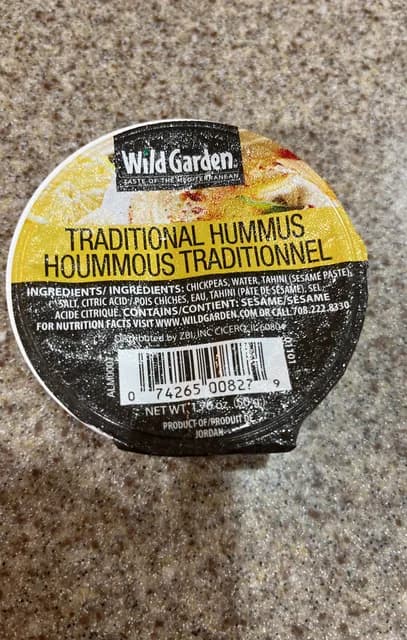 Wild Garden
TASTE OF THE MEDITERRANEAN
TRADITIONAL HUMMUS
HOUMMOUS TRADITIONNEL
INGREDIENTS/ INGRÉDIENTS: CHICKPEAS, WATER, TAHINI (SESAME PASTE),
SALT, CITRIC ACID / POIS CHICHES, EAU, TAHINI (PÂTE DE SÉSAME), SEL,
ACIDE CITRIQUE. CONTAINS/CONTIENT: SESAME/SÉSAME
FOR NUTRITION FACTS VISIT WWW.WILDGARDEN.COM OR CALL 708.222.8330
Distributed by ZBI, INC CICERO, IL 60804
0 74265 00827 9
NET WT. 1.76 oz. (50 g)
PRODUCT OF/PRODUIT DE
JORDAN